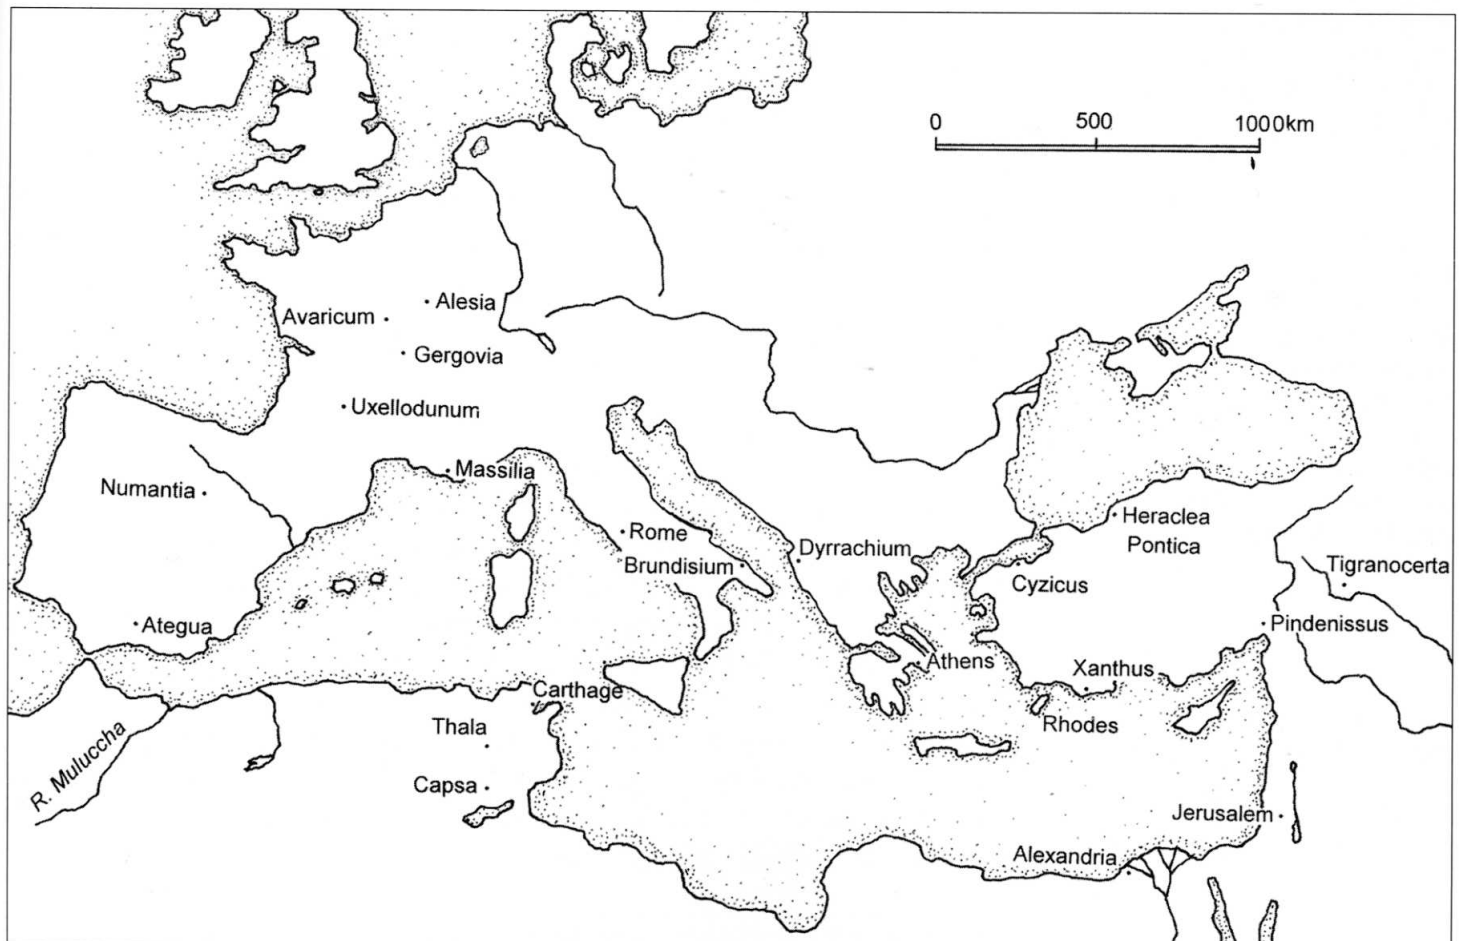 0 500 1000km
Alesia
Avaricum
Gergovia
Uxellodunum
Massilia
Numantia
Rome
Heraclea
Pontica
Dyrrachium
Brundisium
Tigranocerta
Cyzicus
Ategua
Pindenissus
Athens
Xanthus
Carthage
Rhodes
Thala
R. Muluccha
Capsa
Jerusalem
Alexandria